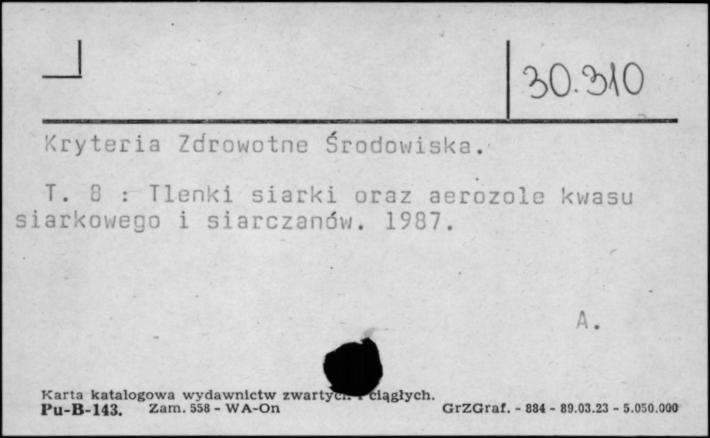 30.310
Kryteria Zdrowotne Środowiska.
T. 8 : Tlenki siarki oraz aerozole kwasu
siarkowego i siarczanów. 1987.
A.
Karta katalogowa wydawnictw zwartych i ciągłych.
Pu-B-143. Zam. 558 - WA-On GrZGraf. - 884 - 89.03.23 - 5.050.000